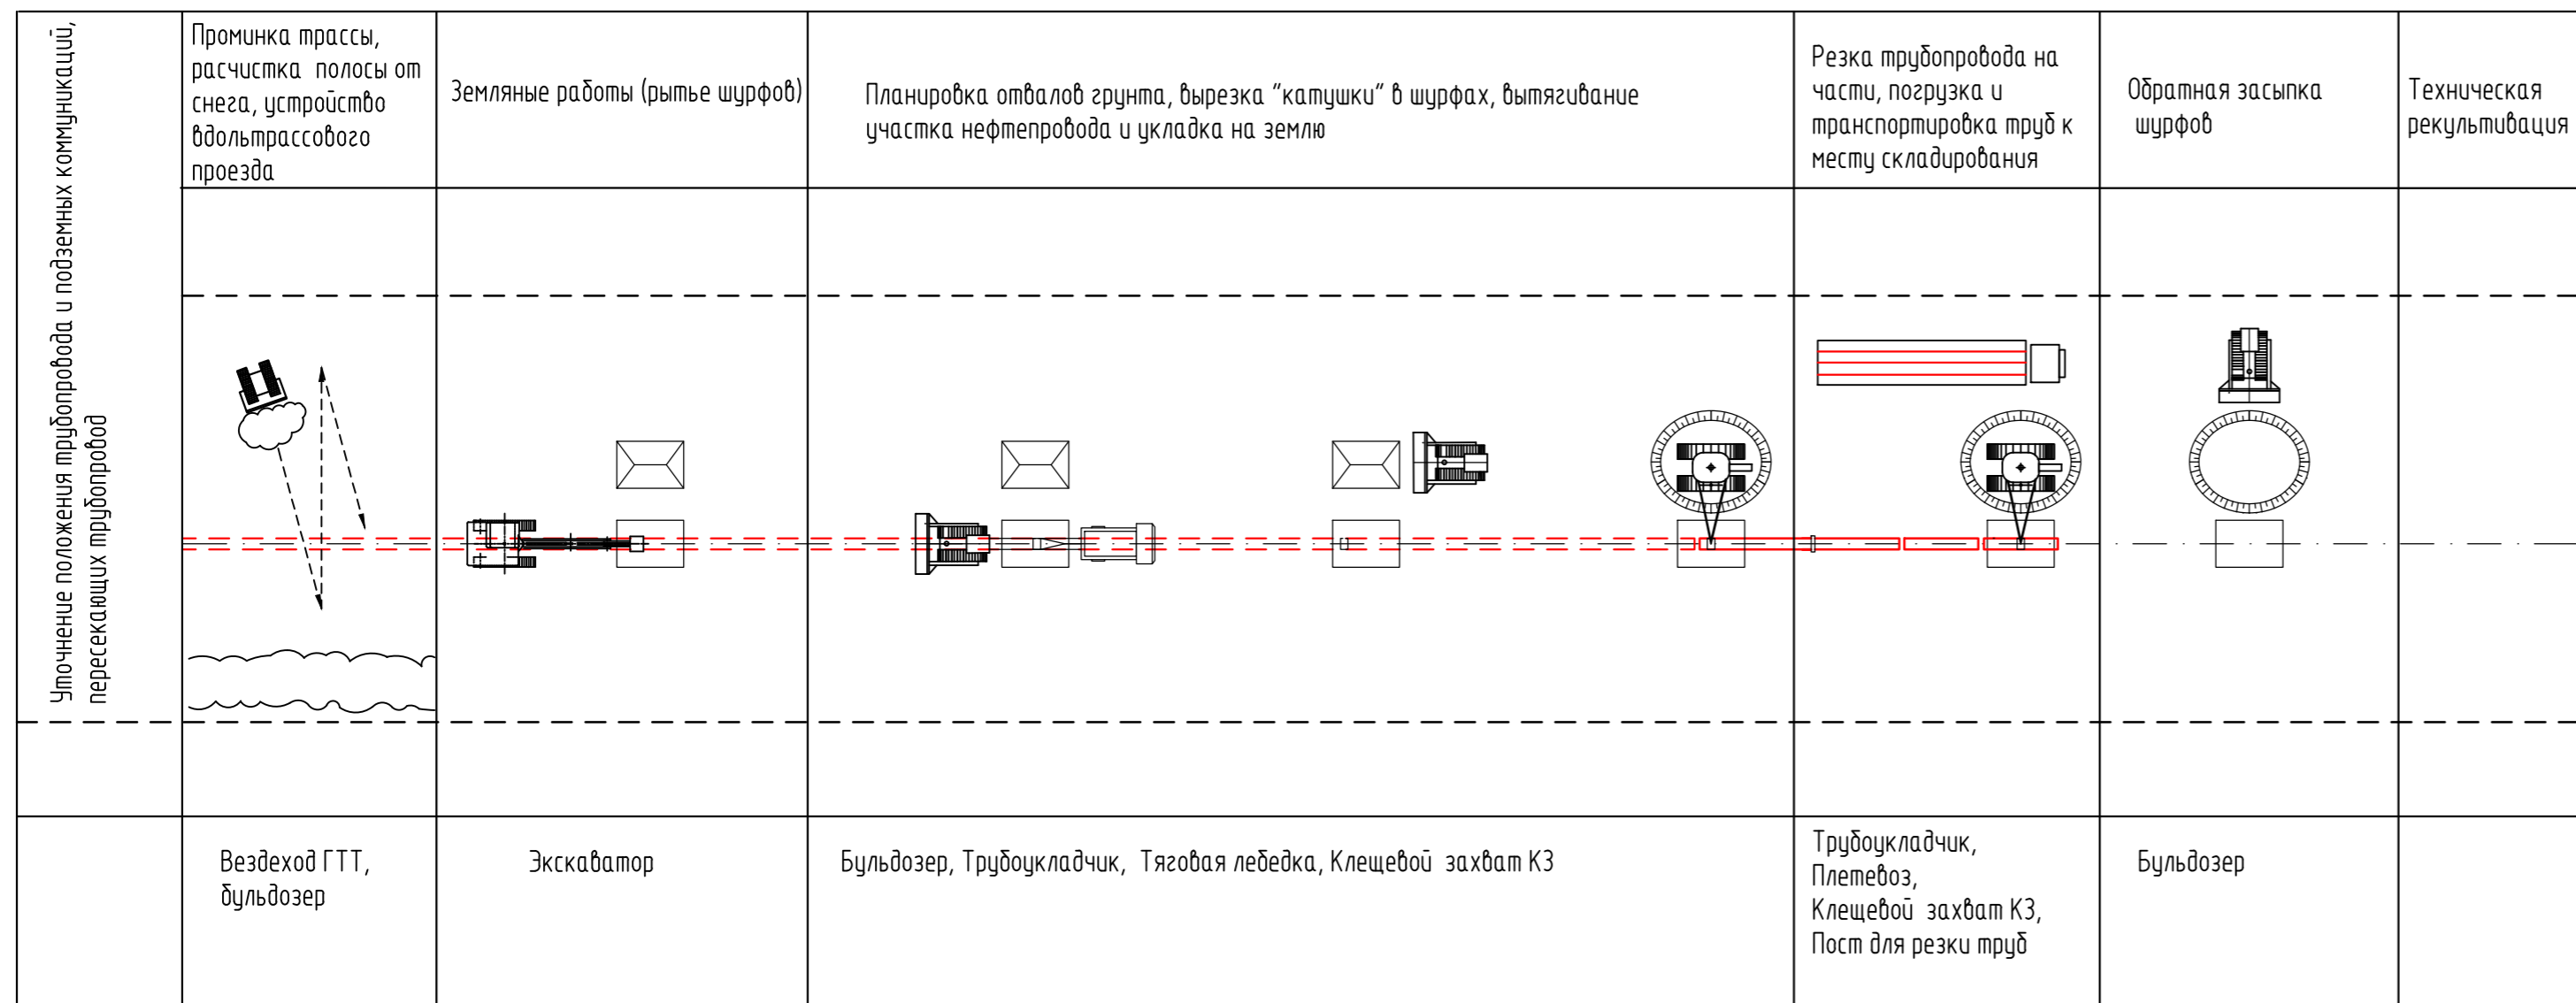 Уточнение положения трубопровода и подземных коммуникаций,
пересекающих трубопровод
Проминка трассы,
расчистка полосы от
снега, устройство
вдольтрассового
проезда
Земляные работы (рытье шурфов)
Планировка отвалов грунта, вырезка "катушки" в шурфах, вытягивание
участка нефтепровода и укладка на землю
Резка трубопровода на
части, погрузка и
транспортировка труб к
месту складирования
Обратная засыпка
шурфов
Техническая
рекультивация
Вездеход ГТТ,
бульдозер
Экскаватор
Бульдозер, Трубоукладчик, Тяговая лебедка, Клещевой захват КЗ
Трубоукладчик,
Плетевоз,
Клещевой захват КЗ,
Пост для резки труб
Бульдозер